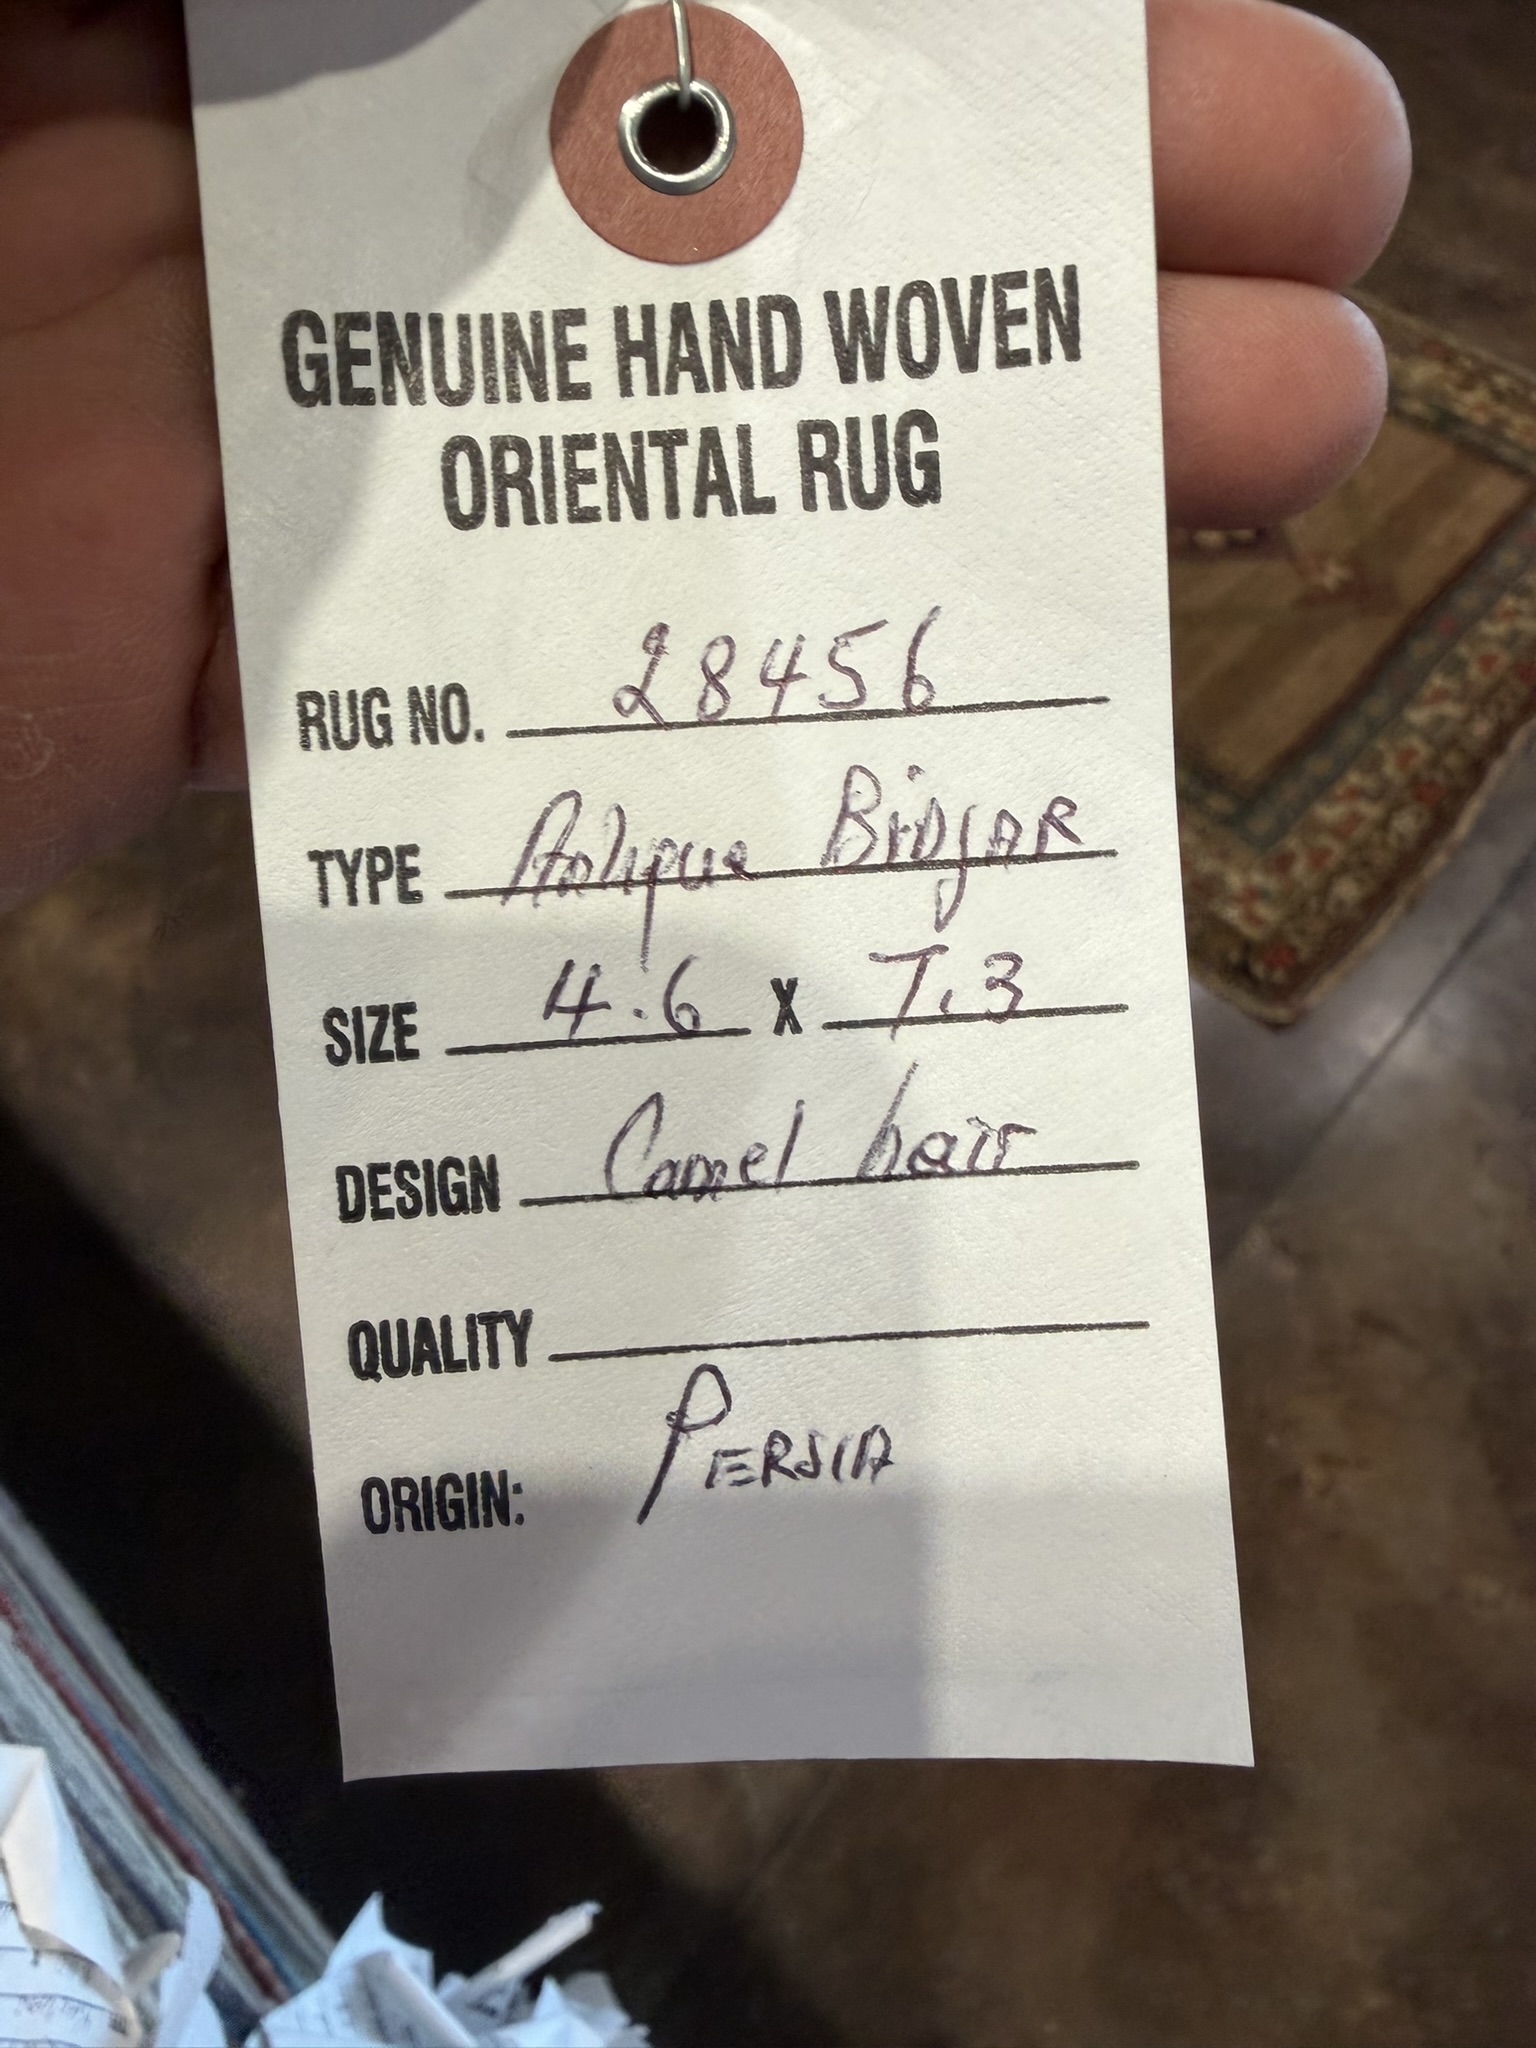 GENUINE HAND WOVEN
ORIENTAL RUG
RUG NO. 28456
TYPE Antique BIDJAR
SIZE 4.6 X 7.3
DESIGN Camel hair
QUALITY
ORIGIN: PERSIA